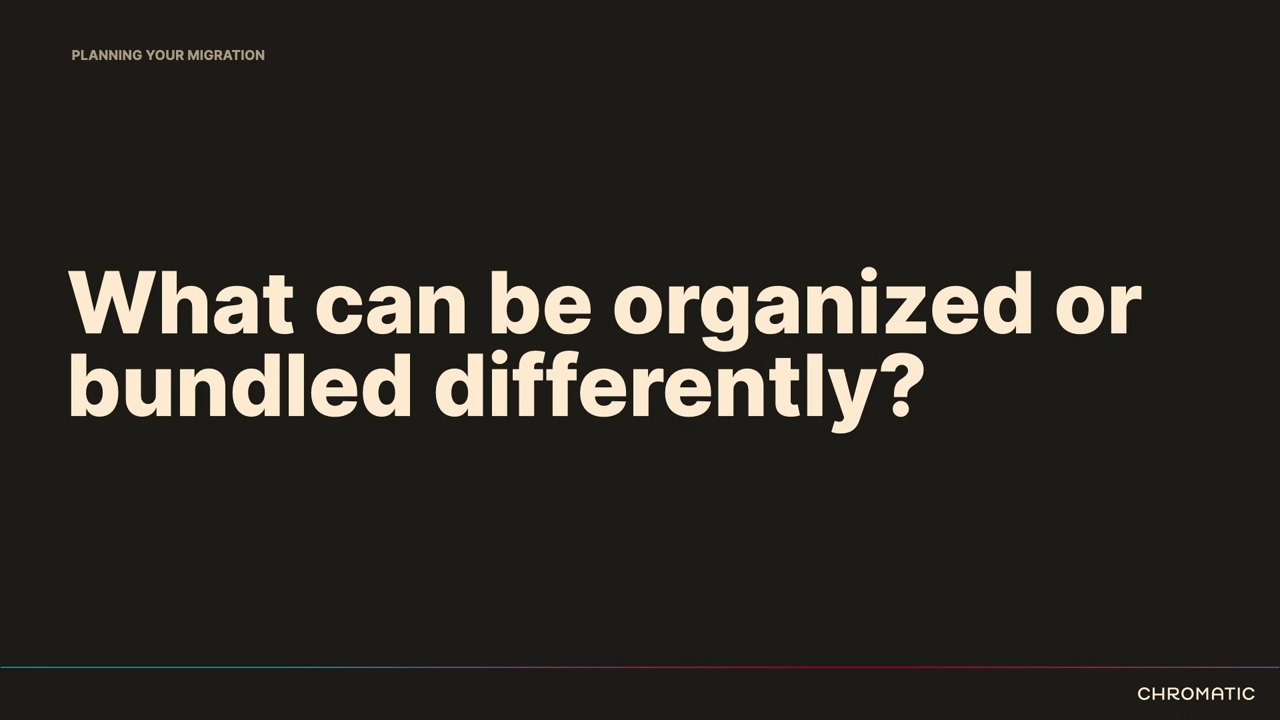 PLANNING YOUR MIGRATION
What can be organized or
bundled differently?
CHROMATIC